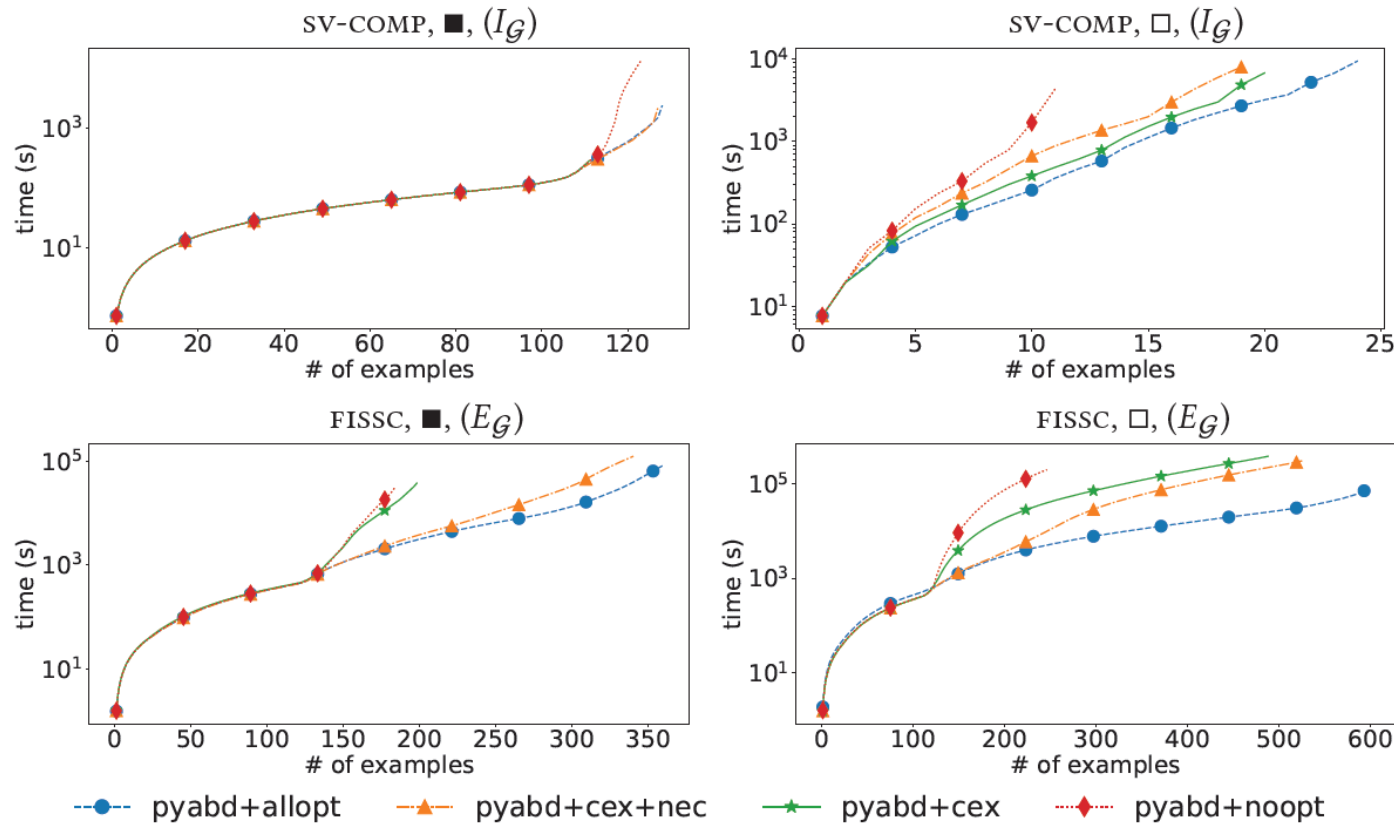 SV-COMP, ■, (I𝒢)
SV-COMP, □, (I𝒢)
time (s)
10³
10¹
0 20 40 60 80 100 120
# of examples
time (s)
10⁴
10³
10²
10¹
0 5 10 15 20 25
# of examples
FISSC, ■, (E𝒢)
FISSC, □, (E𝒢)
time (s)
10⁵
10³
10¹
0 50 100 150 200 250 300 350
# of examples
time (s)
10⁵
10³
10¹
0 100 200 300 400 500 600
# of examples
pyabd+allopt pyabd+cex+nec pyabd+cex pyabd+noopt